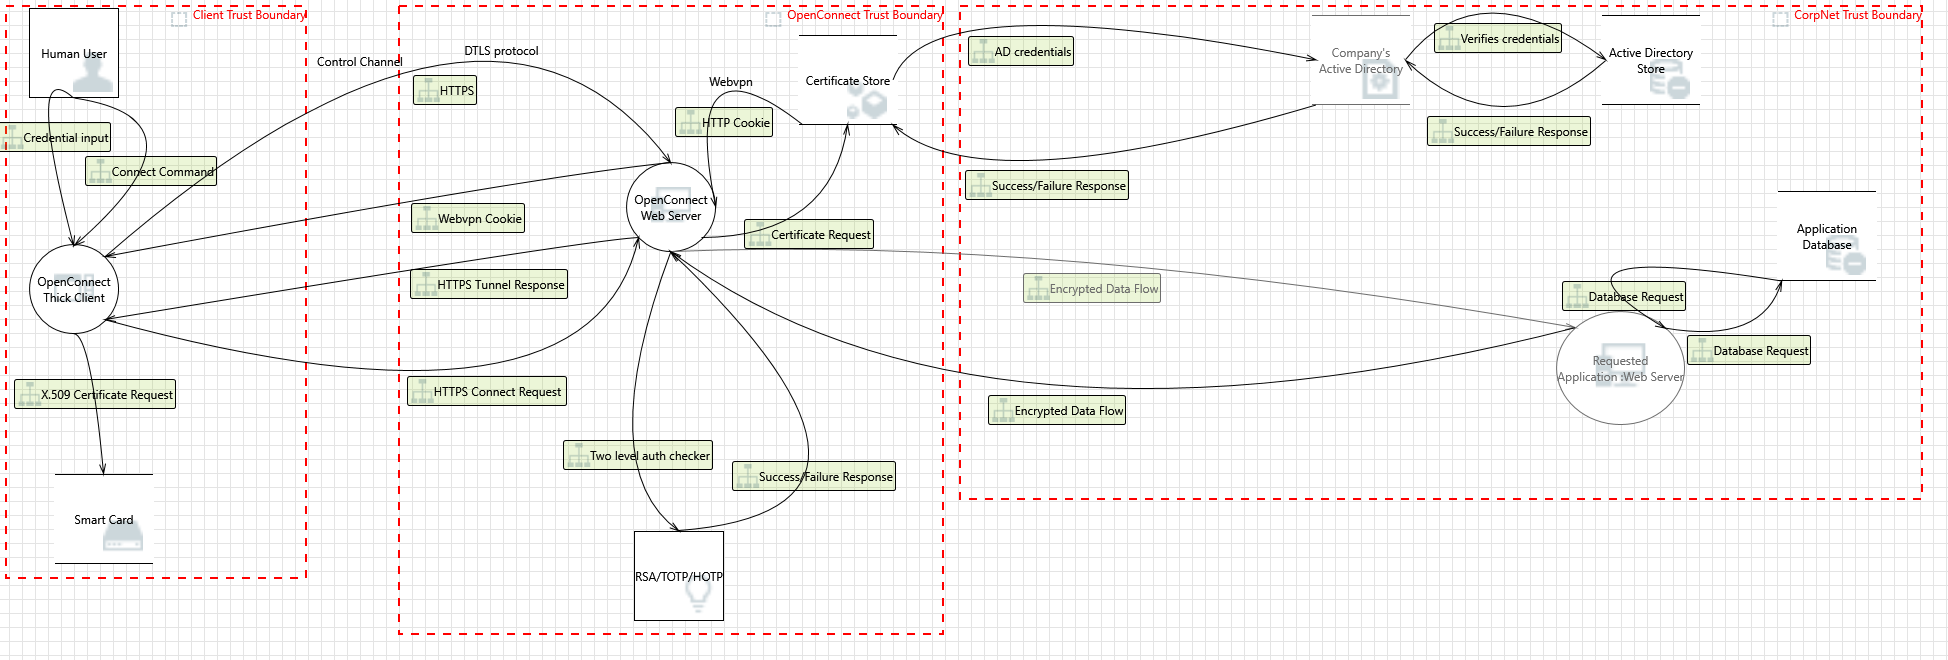 Client Trust Boundary
OpenConnect Trust Boundary
CorpNet Trust Boundary
Human User
DTLS protocol
Control Channel
HTTPS
Credential input
Connect Command
Webvpn
Certificate Store
HTTP Cookie
AD credentials
Company's
Active Directory
Verifies credentials
Active Directory
Store
Success/Failure Response
Success/Failure Response
OpenConnect
Web Server
Webvpn Cookie
Certificate Request
Application
Database
OpenConnect
Thick Client
HTTPS Tunnel Response
Encrypted Data Flow
Database Request
Database Request
Requested
Application :Web Server
X.509 Certificate Request
HTTPS Connect Request
Encrypted Data Flow
Two level auth checker
Success/Failure Response
Smart Card
RSA/TOTP/HOTP